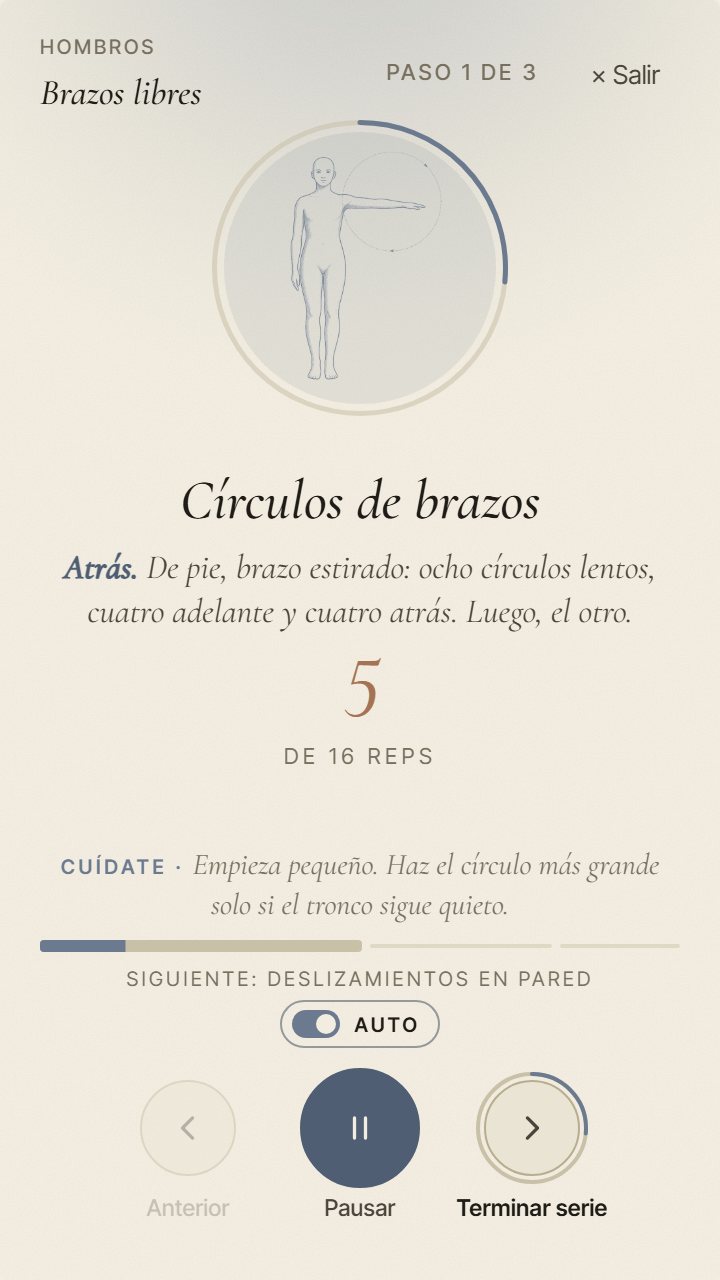 HOMBROS
Brazos libres
PASO 1 DE 3
× Salir
Círculos de brazos
Atrás. De pie, brazo estirado: ocho círculos lentos,
cuatro adelante y cuatro atrás. Luego, el otro.
5
DE 16 REPS
CUÍDATE · Empieza pequeño. Haz el círculo más grande
solo si el tronco sigue quieto.
SIGUIENTE: DESLIZAMIENTOS EN PARED
AUTO
Anterior
Pausar
Terminar serie